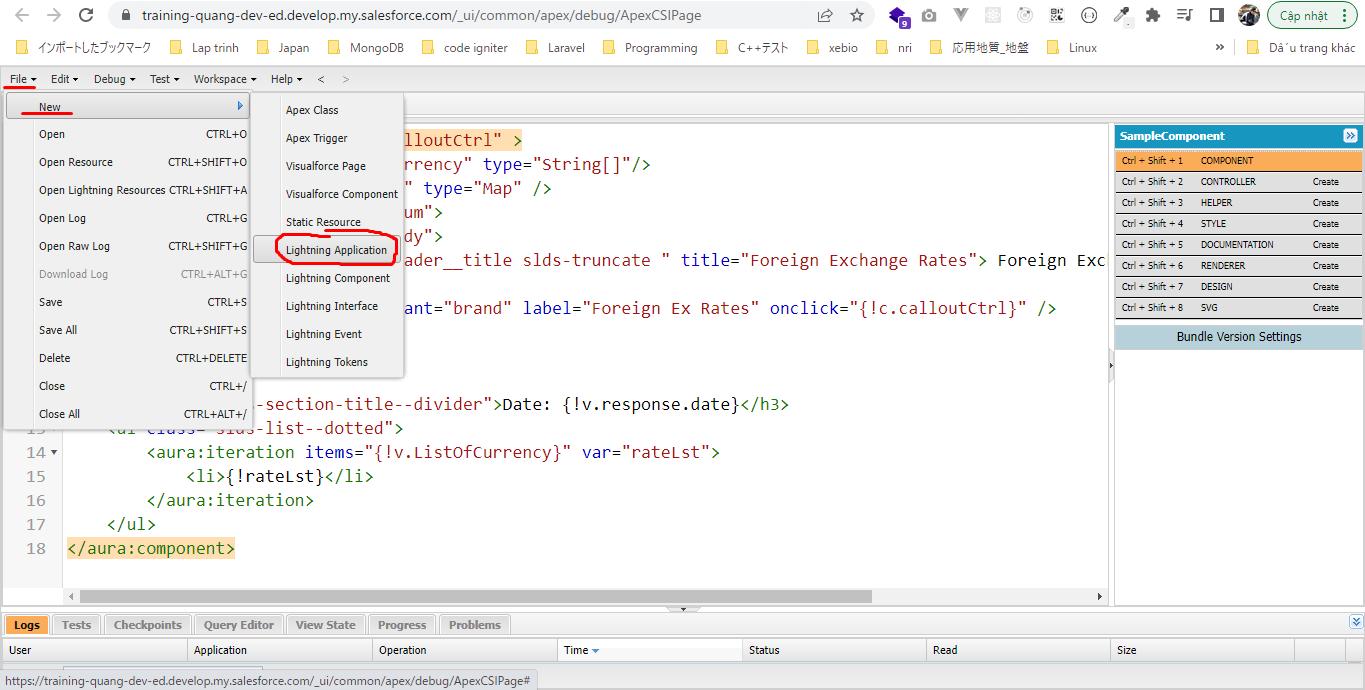 training-quang-dev-ed.develop.my.salesforce.com/_ui/common/apex/debug/ApexCSIPage
9
Cập nhật
インポートしたブックマーク Lap trinh Japan MongoDB code igniter Laravel Programming C++テスト xebio nri 応用地質_地盤 Linux » Dấu trang khác
File Edit Debug Test Workspace Help < >
New
Open CTRL+O
Open Resource CTRL+SHIFT+O
Open Lightning Resources CTRL+SHIFT+A
Open Log CTRL+G
Open Raw Log CTRL+SHIFT+G
Download Log CTRL+ALT+G
Save CTRL+S
Save All CTRL+SHIFT+S
Delete CTRL+DELETE
Close CTRL+/
Close All CTRL+ALT+/
Apex Class
Apex Trigger
Visualforce Page
Visualforce Component
Static Resource
Lightning Application
Lightning Component
Lightning Interface
Lightning Event
Lightning Tokens
lloutCtrl" >
rrency" type="String[]"/>
" type="Map" />
um">
dy">
ader__title slds-truncate " title="Foreign Exchange Rates"> Foreign Exc
ant="brand" label="Foreign Ex Rates" onclick="{!c.calloutCtrl}" />
s-section-title--divider">Date: {!v.response.date}</h3>
13 <ul class="slds-list--dotted">
14 <aura:iteration items="{!v.ListOfCurrency}" var="rateLst">
15 <li>{!rateLst}</li>
16 </aura:iteration>
17 </ul>
18 </aura:component>
SampleComponent
Ctrl + Shift + 1 COMPONENT
Ctrl + Shift + 2 CONTROLLER Create
Ctrl + Shift + 3 HELPER Create
Ctrl + Shift + 4 STYLE Create
Ctrl + Shift + 5 DOCUMENTATION Create
Ctrl + Shift + 6 RENDERER Create
Ctrl + Shift + 7 DESIGN Create
Ctrl + Shift + 8 SVG Create
Bundle Version Settings
Logs Tests Checkpoints Query Editor View State Progress Problems
User Application Operation Time Status Read Size
https://training-quang-dev-ed.develop.my.salesforce.com/_ui/common/apex/debug/ApexCSIPage#